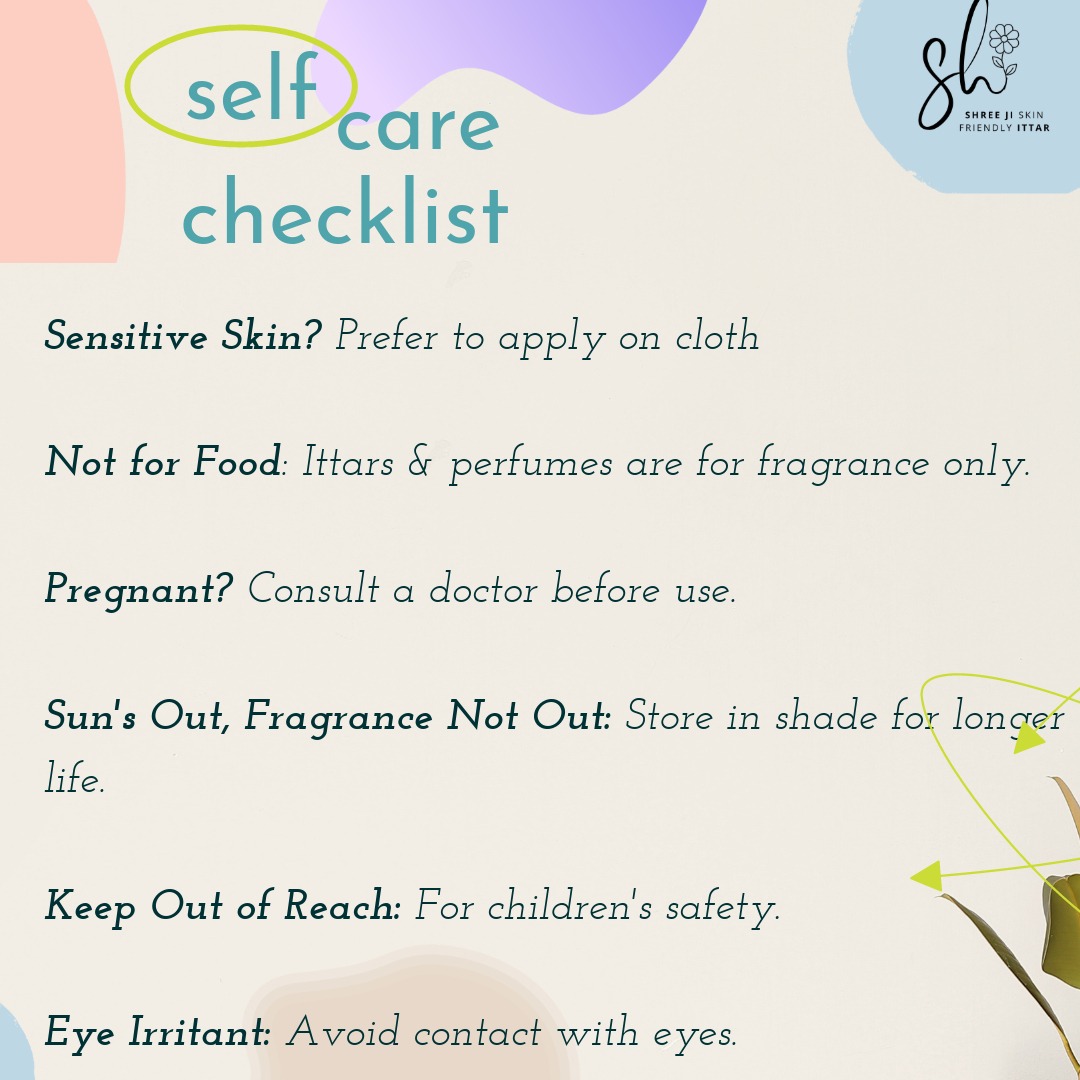 self
care
checklist
sh
SHREE JI SKIN
FRIENDLY ITTAR
Sensitive Skin? Prefer to apply on cloth
Not for Food: Ittars & perfumes are for fragrance only.
Pregnant? Consult a doctor before use.
Sun's Out, Fragrance Not Out: Store in shade for longer
life.
Keep Out of Reach: For children's safety.
Eye Irritant: Avoid contact with eyes.